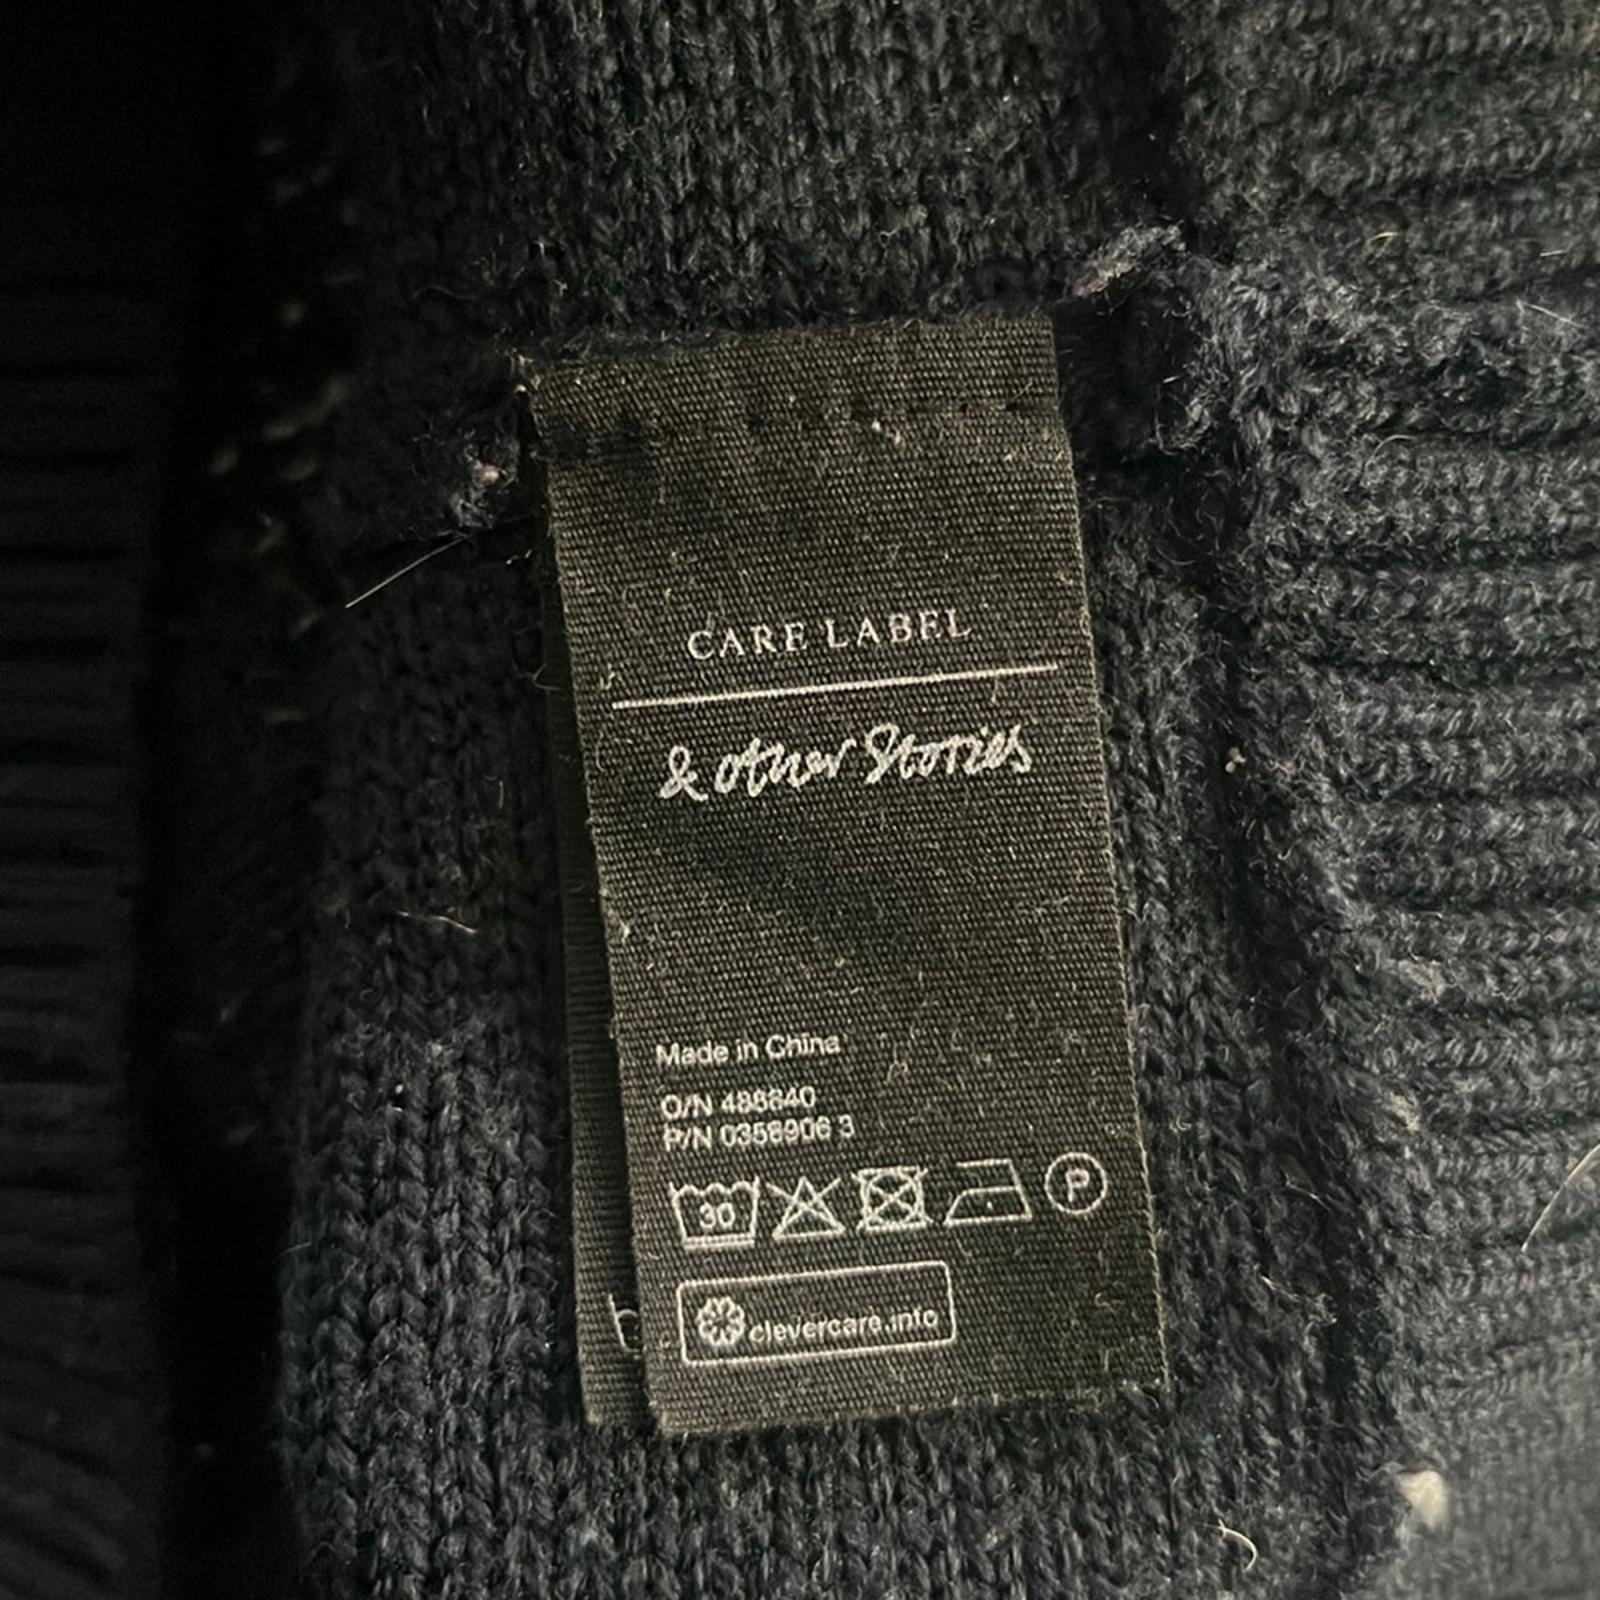 CARE LABEL
& other Stories
Made in China
O/N 488840
P/N 0358906 3
30
P
clevercare.info